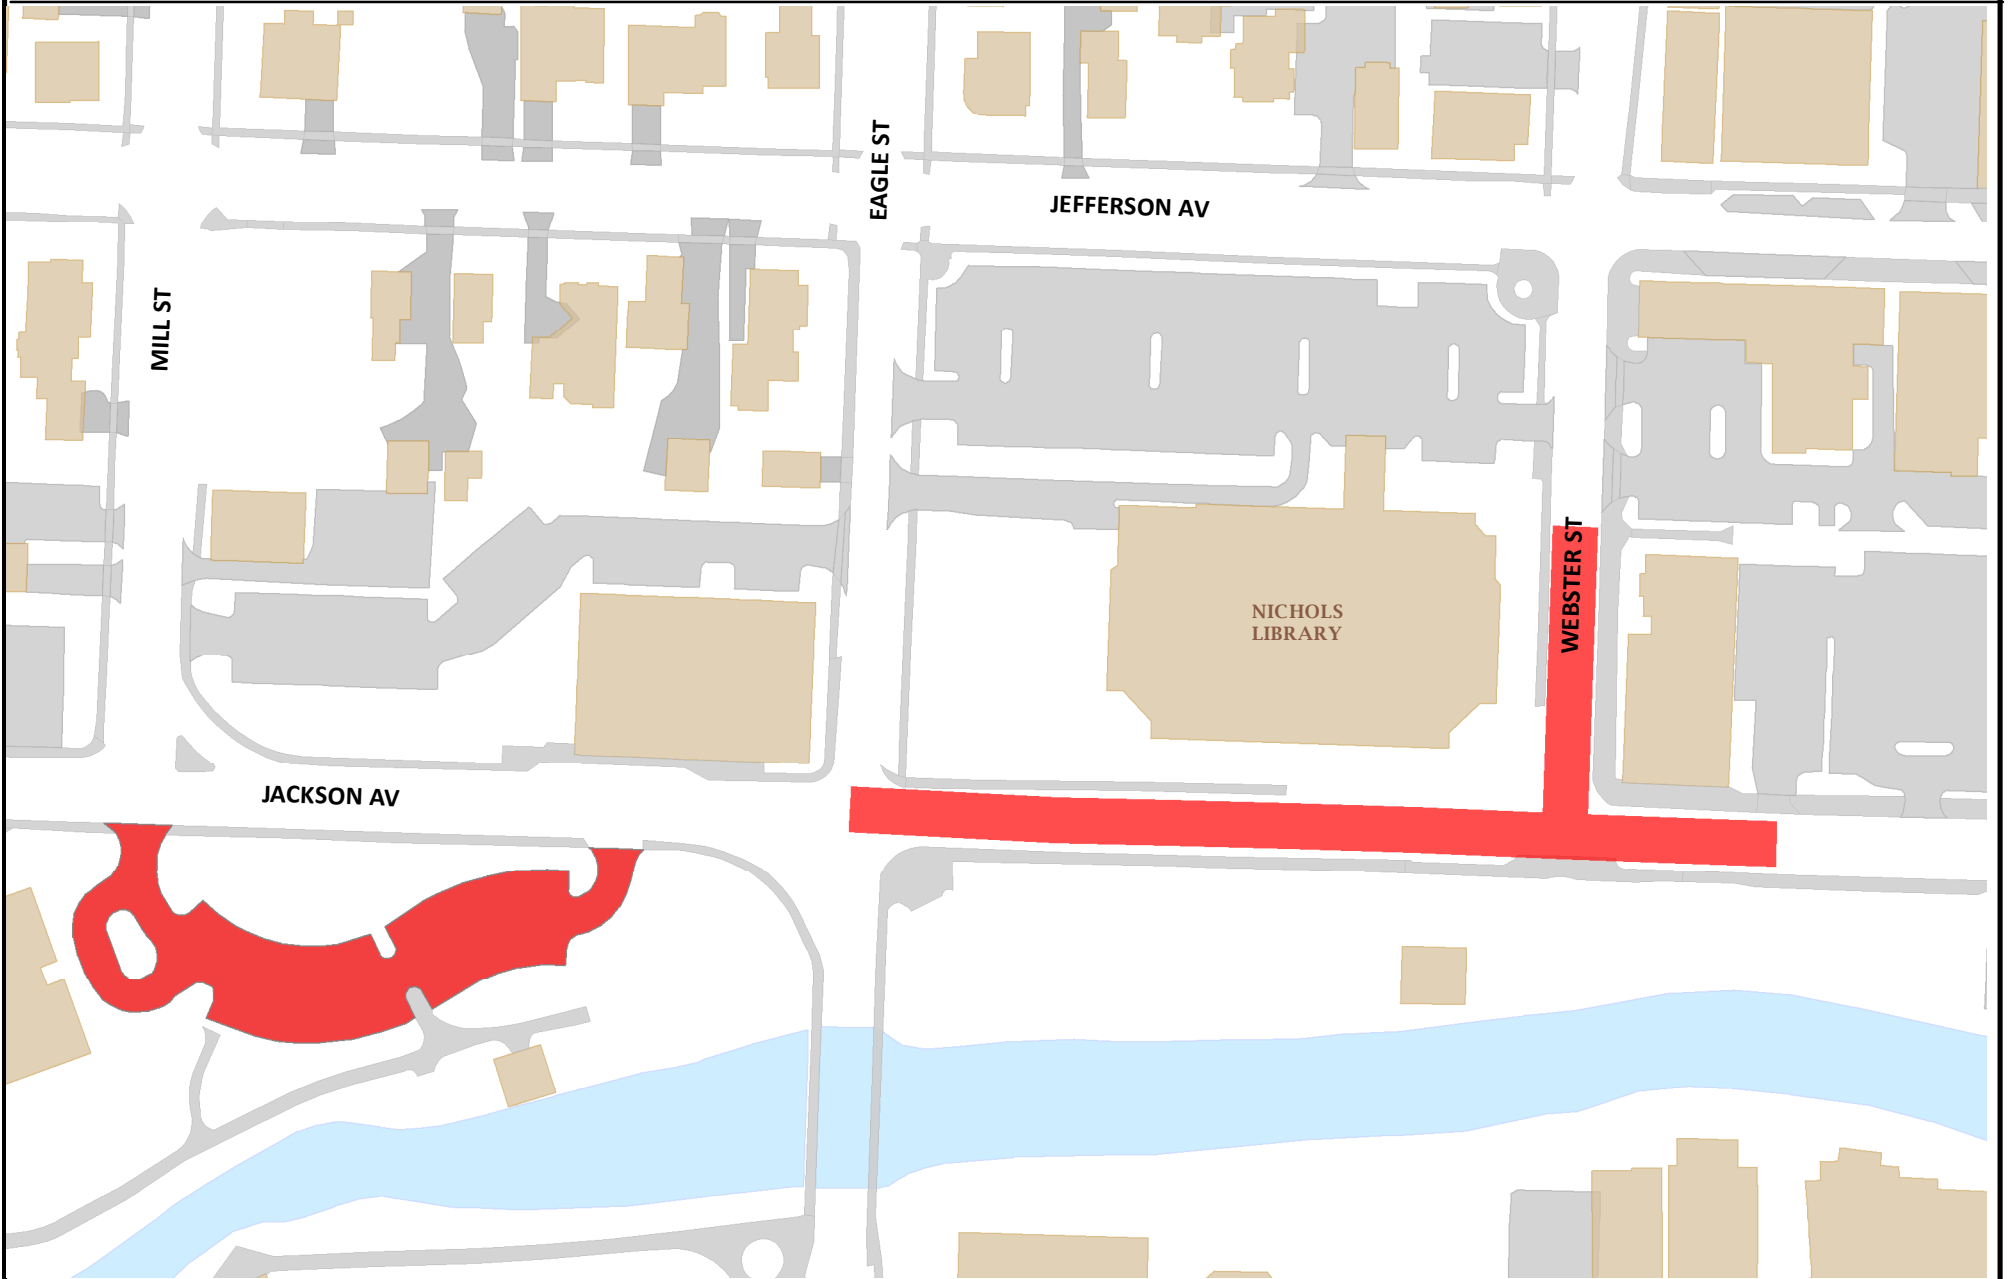 EAGLE ST
JEFFERSON AV
MILL ST
WEBSTER ST
NICHOLS
LIBRARY
JACKSON AV